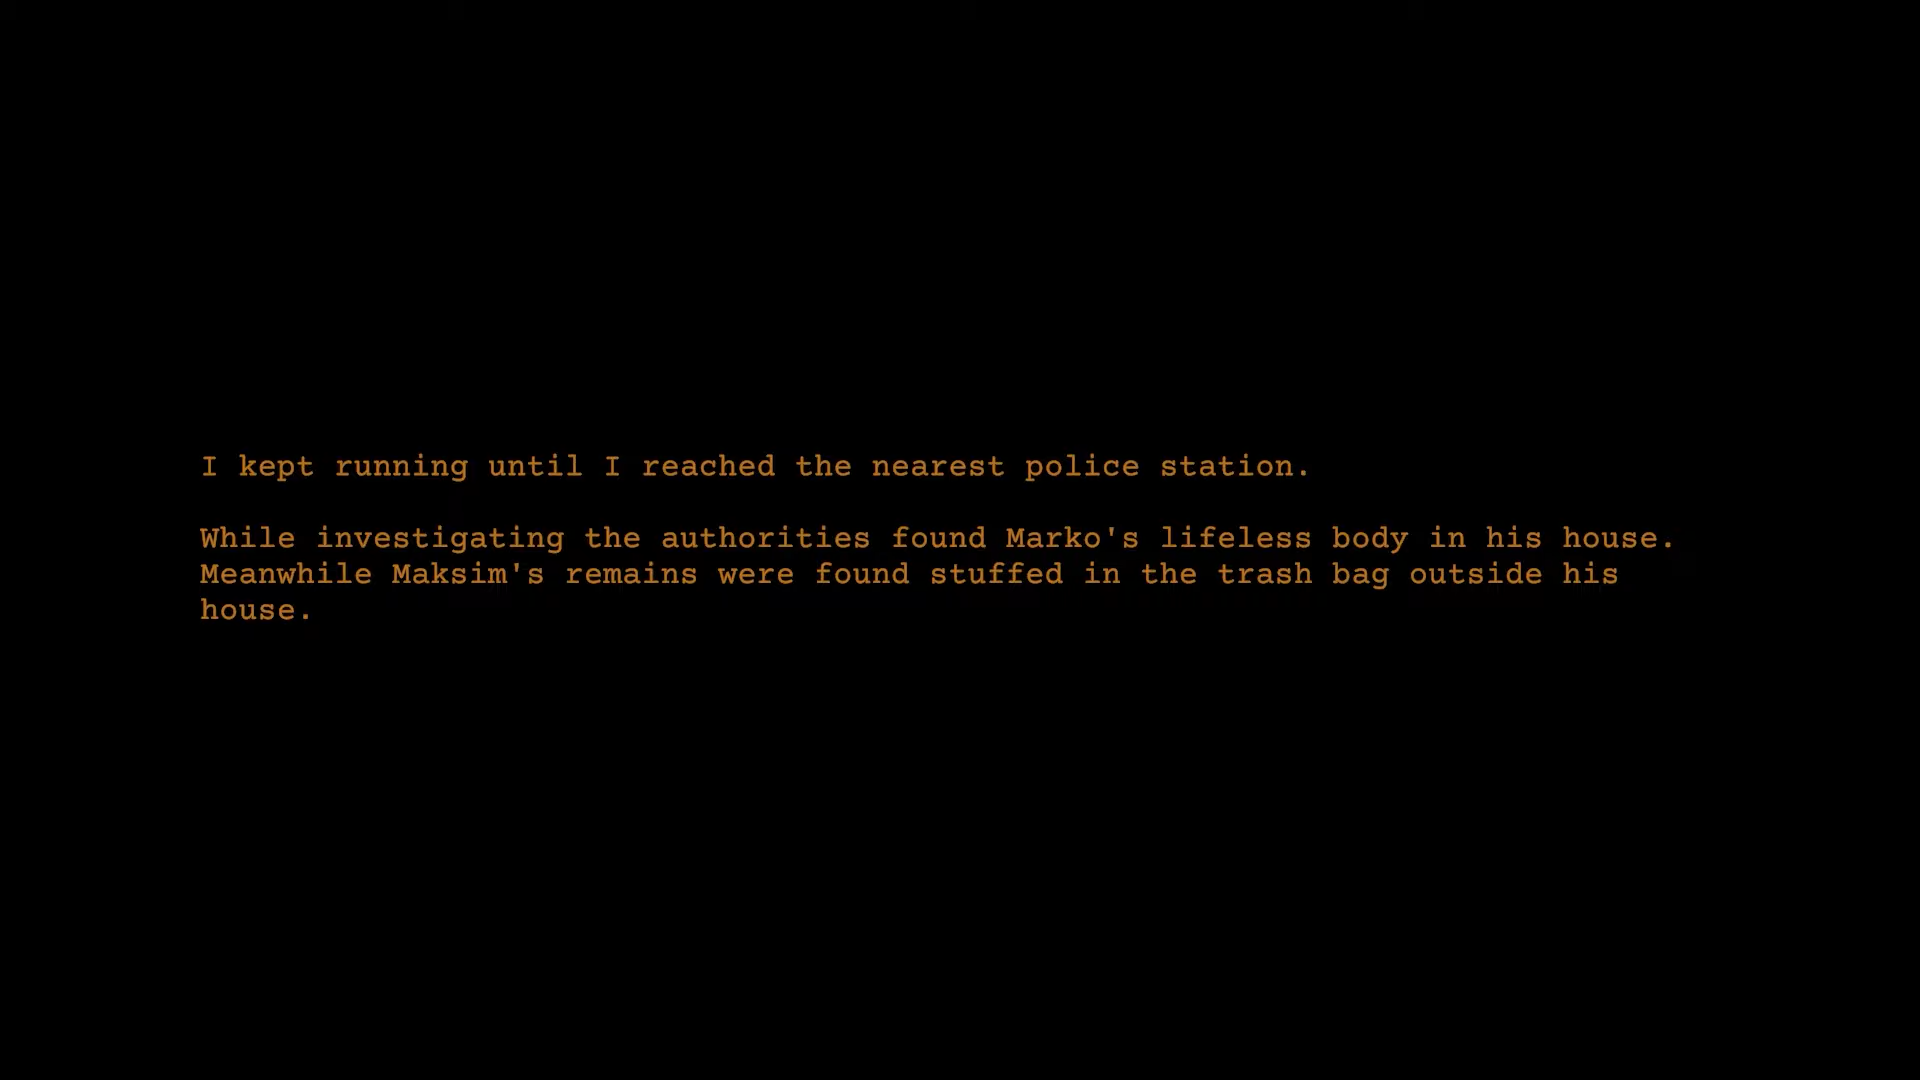 I kept running until I reached the nearest police station.
While investigating the authorities found Marko's lifeless body in his house.
Meanwhile Maksim's remains were found stuffed in the trash bag outside his
house.